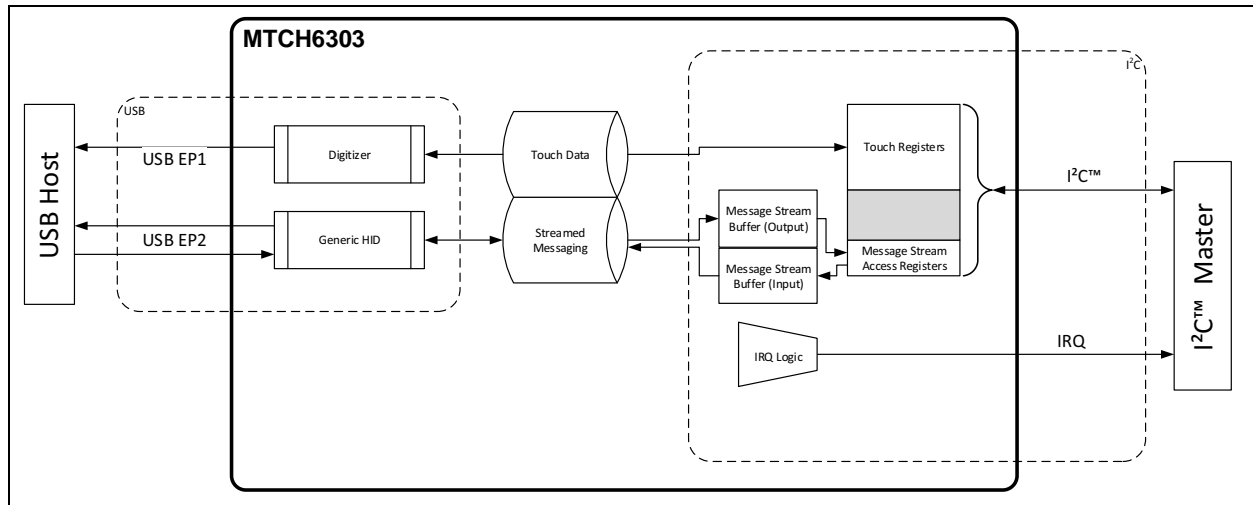 MTCH6303
I²C
USB
USB Host
USB EP1
Digitizer
Touch Data
Touch Registers
I²C™
USB EP2
Generic HID
Streamed
Messaging
Message Stream
Buffer (Output)
Message Stream
Buffer (Input)
Message Stream
Access Registers
IRQ Logic
IRQ
I²C™ Master